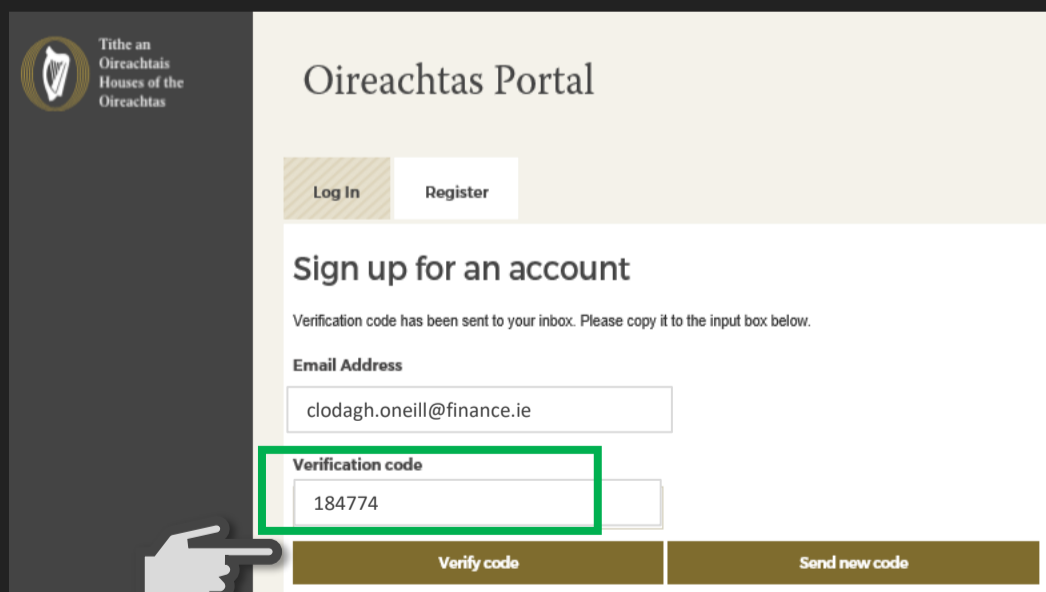 Tithe an
Oireachtais
Houses of the
Oireachtas
Oireachtas Portal
Log In
Register
Sign up for an account
Verification code has been sent to your inbox. Please copy it to the input box below.
Email Address
clodagh.oneill@finance.ie
Verification code
184774
Verify code
Send new code